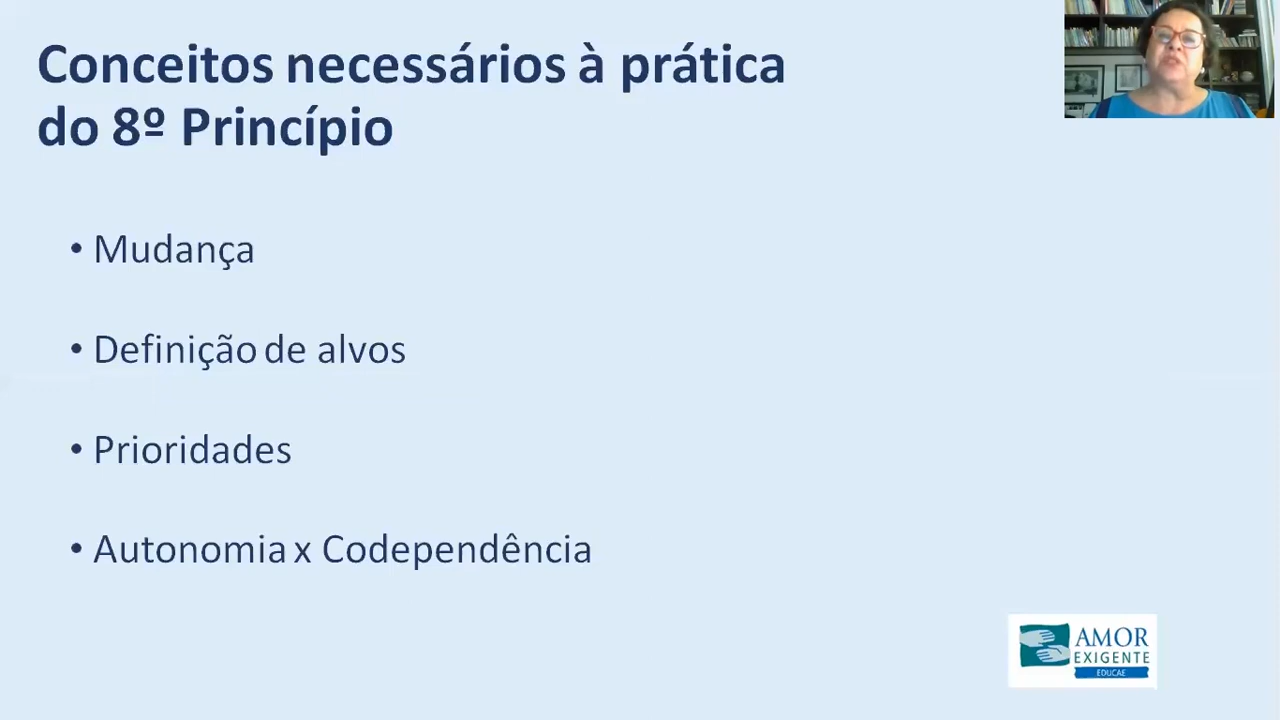 Conceitos necessários à prática
do 8º Princípio
• Mudança
• Definição de alvos
• Prioridades
• Autonomia x Codependência
AMOR
EXIGENTE
EDUCAE